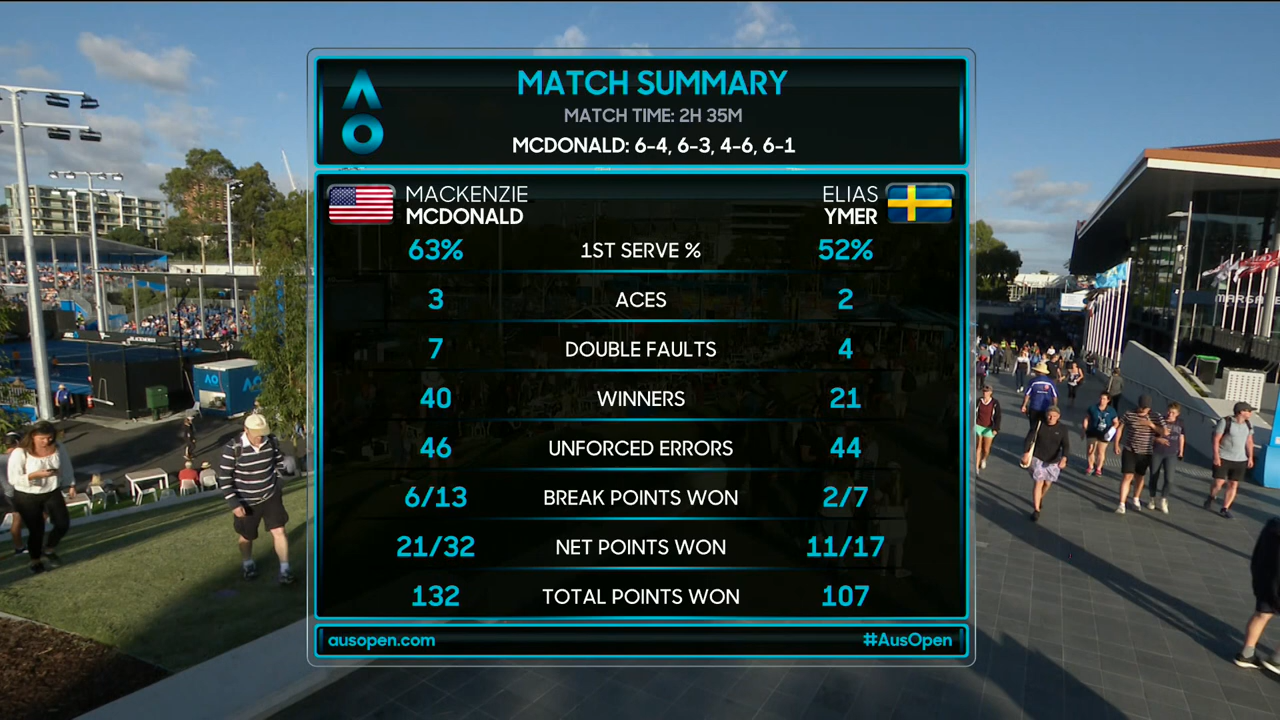 MATCH SUMMARY
MATCH TIME: 2H 35M
MCDONALD: 6-4, 6-3, 4-6, 6-1
MACKENZIE MCDONALD
ELIAS YMER
63% 1ST SERVE % 52%
3 ACES 2
7 DOUBLE FAULTS 4
40 WINNERS 21
46 UNFORCED ERRORS 44
6/13 BREAK POINTS WON 2/7
21/32 NET POINTS WON 11/17
132 TOTAL POINTS WON 107
ausopen.com #AusOpen
AO
MARGA